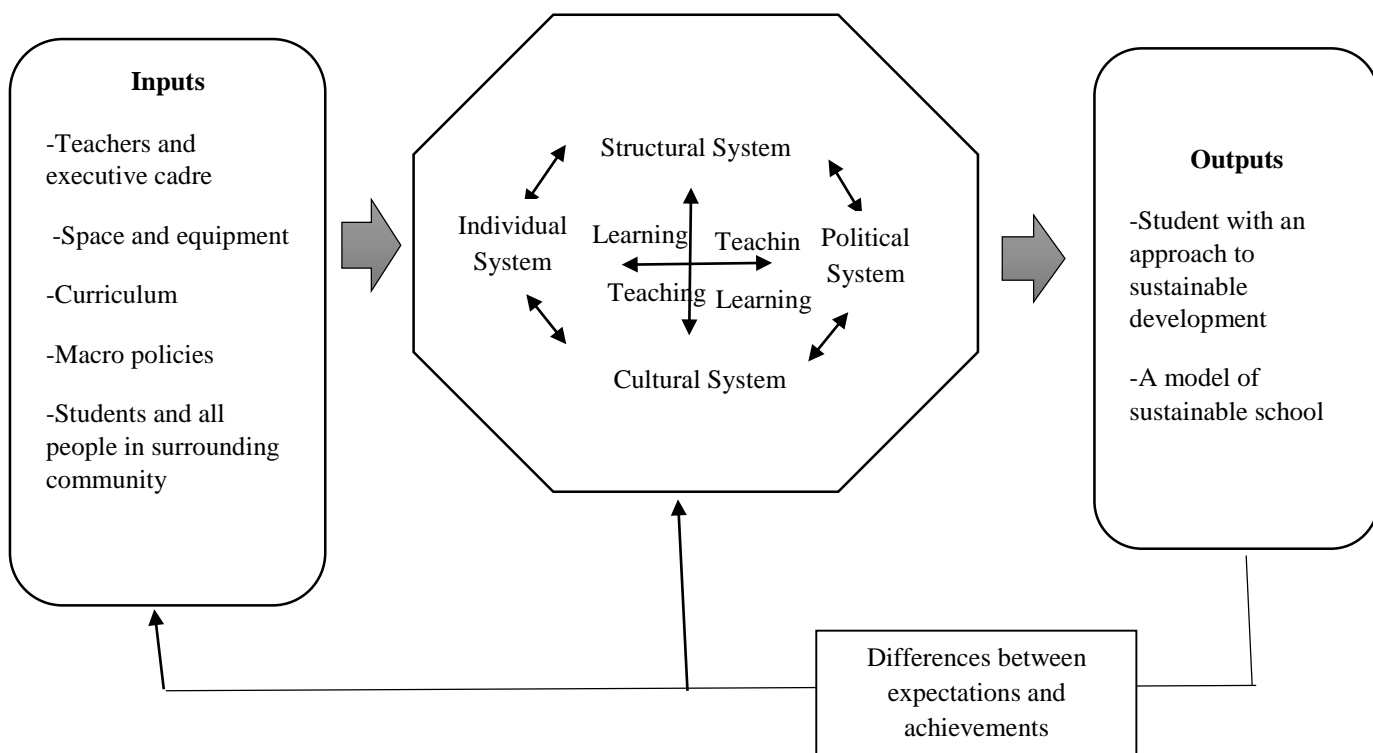 Inputs
-Teachers and
executive cadre
-Space and equipment
-Curriculum
-Macro policies
-Students and all
people in surrounding
community
Structural System
Individual
System
Learning
Teachin
Teaching
Learning
Political
System
Cultural System
Outputs
-Student with an
approach to
sustainable
development
-A model of
sustainable school
Differences between
expectations and
achievements